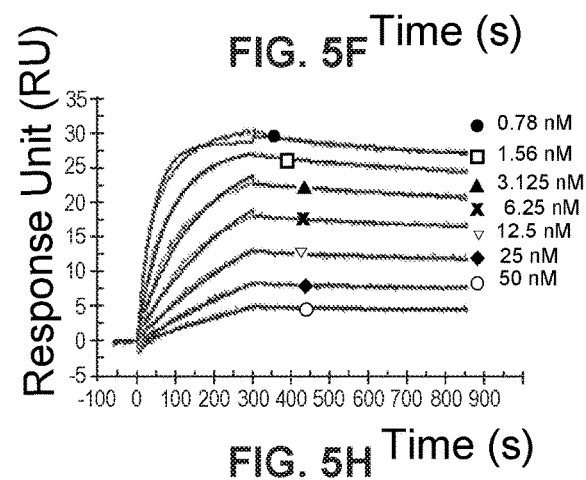 FIG. 5F Time (s)
Response Unit (RU)
35
30
25
20
15
10
5
0
-5
-100 0 100 200 300 400 500 600 700 800 900
0.78 nM
1.56 nM
3.125 nM
6.25 nM
12.5 nM
25 nM
50 nM
FIG. 5H Time (s)